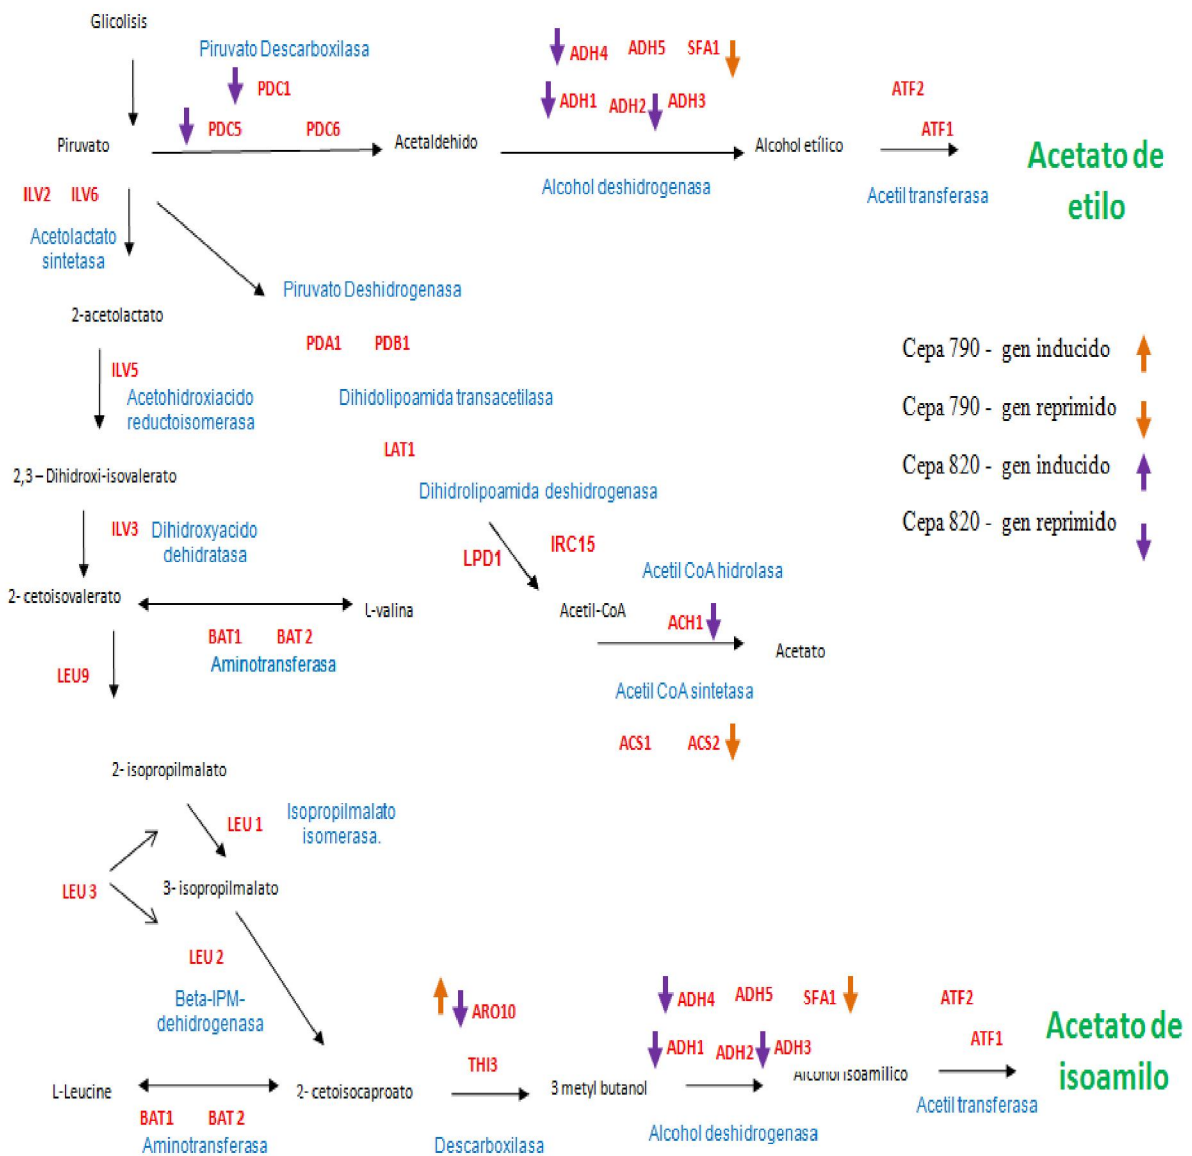 Glicolisis
Piruvato Descarboxilasa
PDC1
PDC5
PDC6
Piruvato
Acetaldehido
ADH4
ADH5
SFA1
ADH1
ADH2
ADH3
Alcohol deshidrogenasa
Alcohol etílico
ATF2
ATF1
Acetil transferasa
Acetato de
etilo
ILV2
ILV6
Acetolactato
sintetasa
Piruvato Deshidrogenasa
2-acetolactato
PDA1
PDB1
ILV5
Acetohidroxiacido
reductoisomerasa
Dihidolipoamida transacetilasa
LAT1
2,3 – Dihidroxi-isovalerato
Dihidrolipoamida deshidrogenasa
Cepa 790 - gen inducido
Cepa 790 - gen reprimido
Cepa 820 - gen inducido
Cepa 820 - gen reprimido
ILV3
Dihidroxyacido
dehidratasa
LPD1
IRC15
Acetil CoA hidrolasa
2- cetoisovalerato
L-valina
Acetil-CoA
ACH1
Acetato
BAT1
BAT 2
Aminotransferasa
LEU9
Acetil CoA sintetasa
ACS1
ACS2
2- isopropilmalato
LEU 1
Isopropilmalato
isomerasa.
LEU 3
3- isopropilmalato
LEU 2
Beta-IPM-
dehidrogenasa
ARO10
THI3
ADH4
ADH5
SFA1
ADH1
ADH2
ADH3
ATF2
ATF1
Acetato de
isoamilo
L-Leucine
2- cetoisocaproato
3 metyl butanol
Alcohol isoamilico
BAT1
BAT 2
Aminotransferasa
Descarboxilasa
Alcohol deshidrogenasa
Acetil transferasa